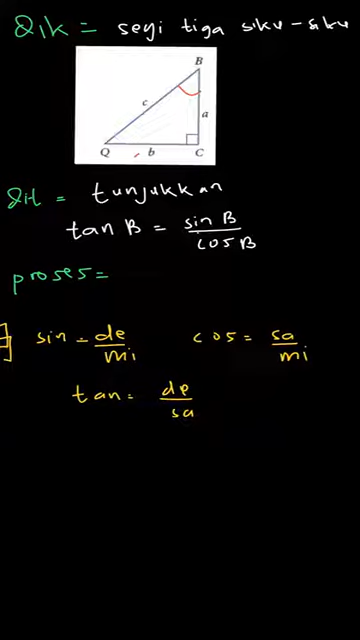 Dik = segi tiga siku-siku
B
c
a
Q b C
Dit = tunjukkan
tan B = sin B / cos B
proses =
sin = de / mi cos = sa / mi
tan = de / sa